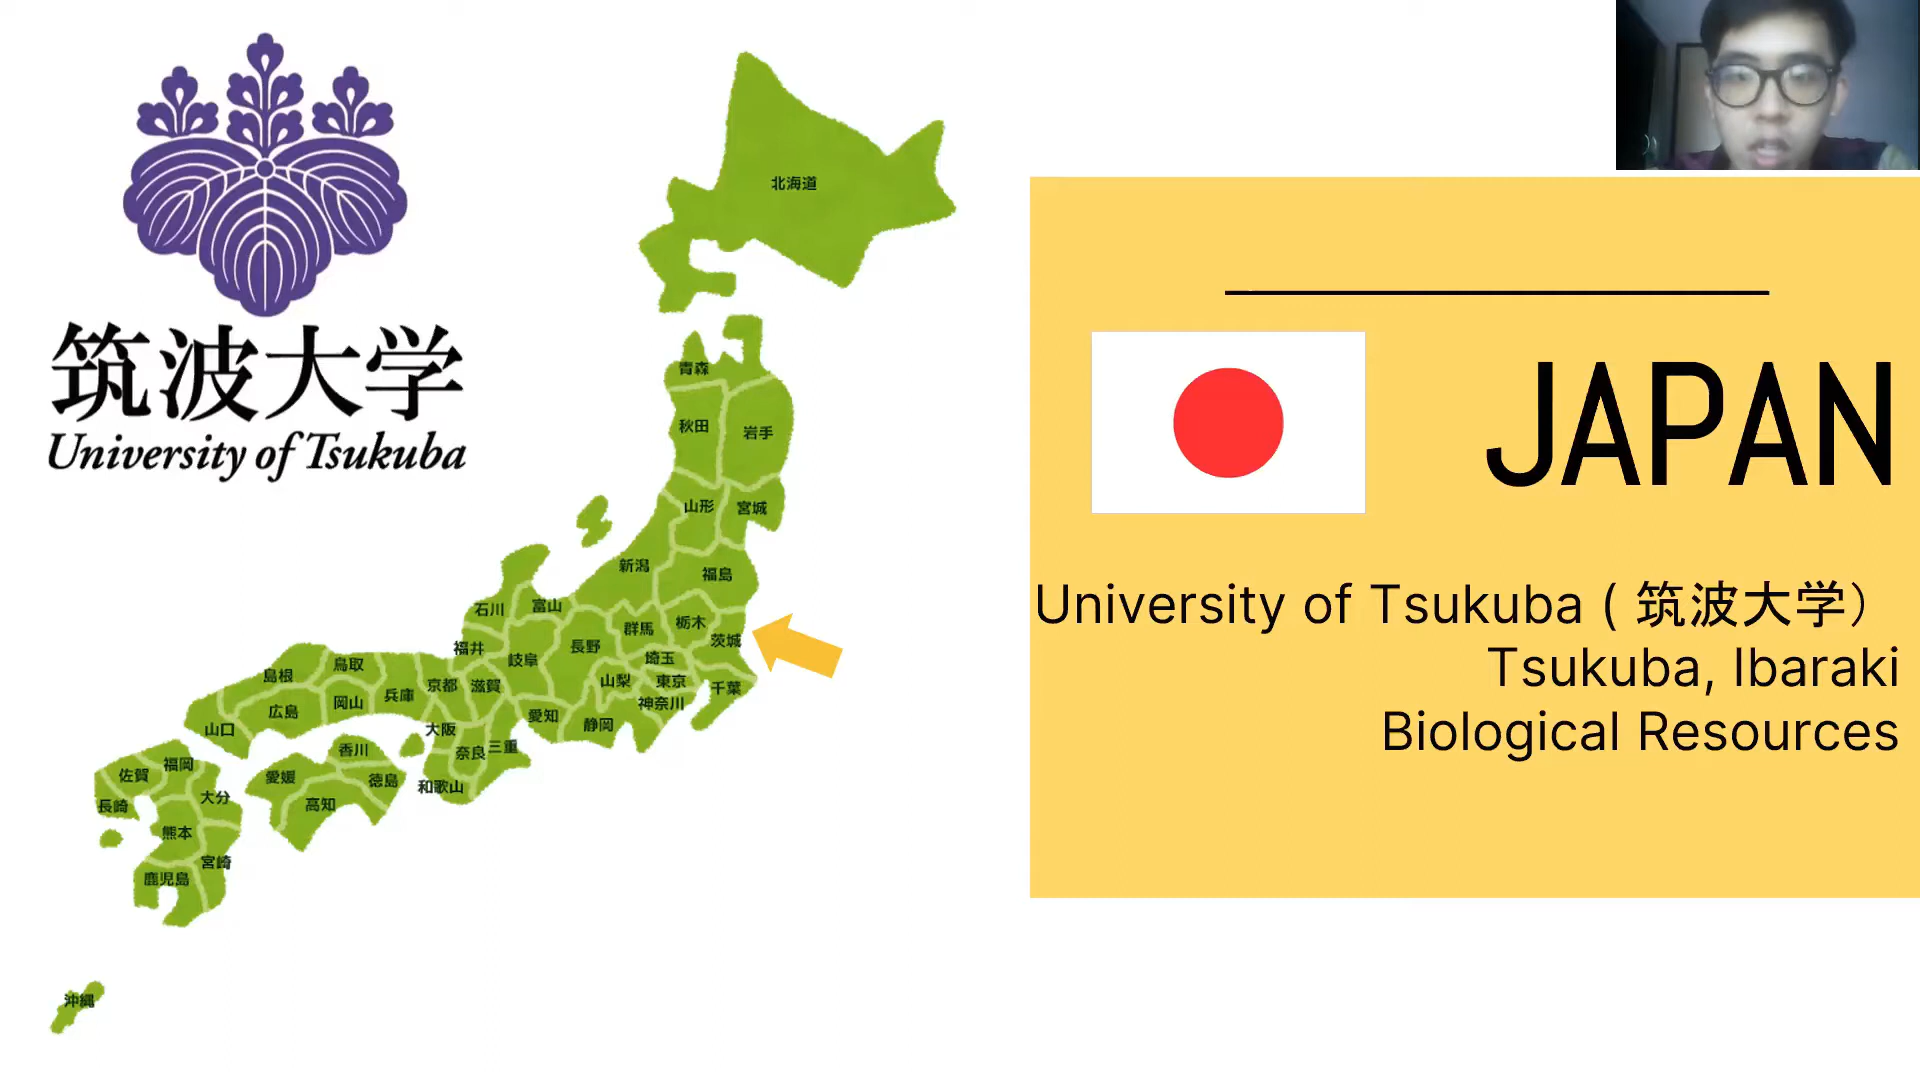 筑波大学
University of Tsukuba
北海道
青森
秋田
岩手
山形
宮城
新潟
福島
石川
富山
群馬
栃木
茨城
福井
岐阜
長野
埼玉
山梨
東京
千葉
神奈川
島根
鳥取
岡山
兵庫
京都
滋賀
広島
山口
大阪
愛知
静岡
奈良
三重
和歌山
香川
愛媛
徳島
高知
福岡
佐賀
長崎
大分
熊本
宮崎
鹿児島
沖縄
JAPAN
University of Tsukuba ( 筑波大学）
Tsukuba, Ibaraki
Biological Resources